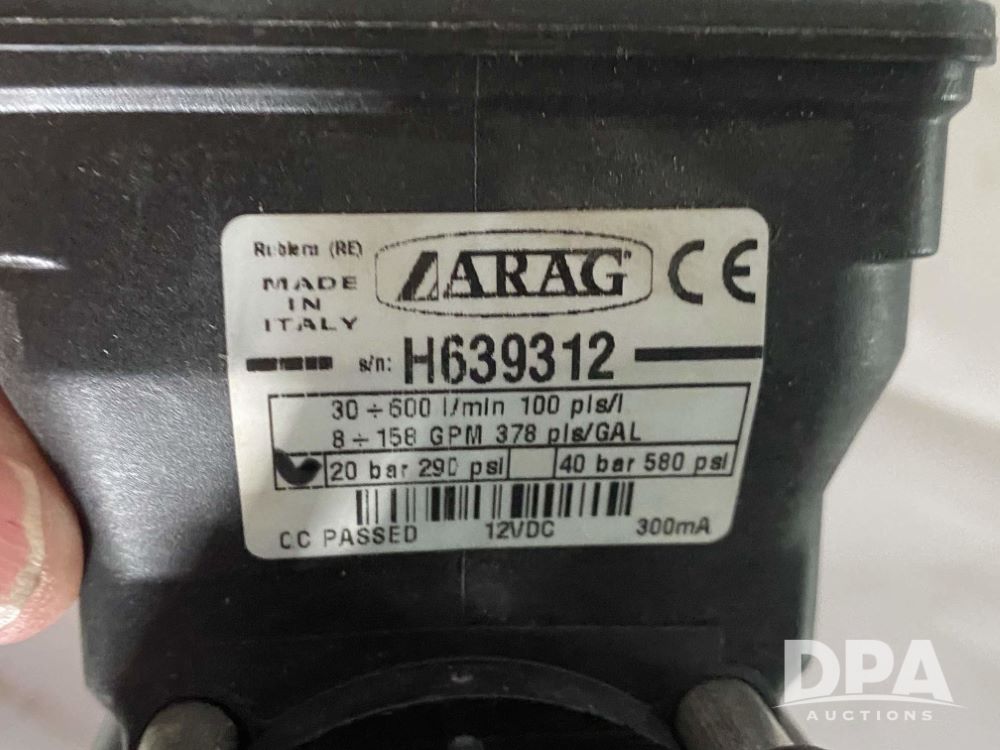 Rubiera (RE)
MADE
IN
ITALY
ARAG
CE
s/n: H639312
30 ÷ 600 l/min 100 pls/l
8 ÷ 158 GPM 378 pls/GAL
20 bar 290 psi 40 bar 580 psi
QC PASSED 12VDC 300mA
DPA
AUCTIONS